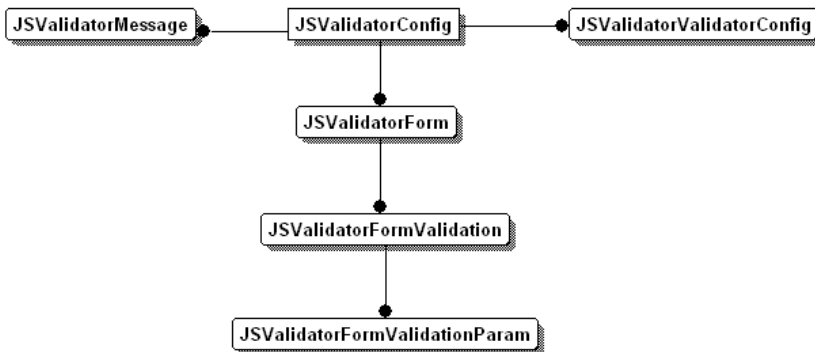 JSValidatorMessage
JSValidatorConfig
JSValidatorValidatorConfig
JSValidatorForm
JSValidatorFormValidation
JSValidatorFormValidationParam